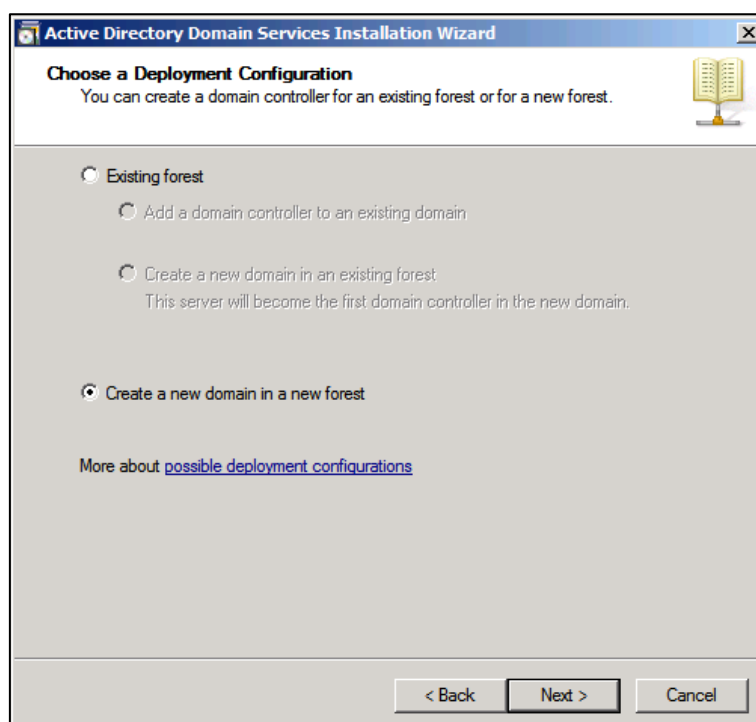 Active Directory Domain Services Installation Wizard
Choose a Deployment Configuration
You can create a domain controller for an existing forest or for a new forest.
Existing forest
Add a domain controller to an existing domain
Create a new domain in an existing forest
This server will become the first domain controller in the new domain.
Create a new domain in a new forest
More about possible deployment configurations
< Back Next > Cancel